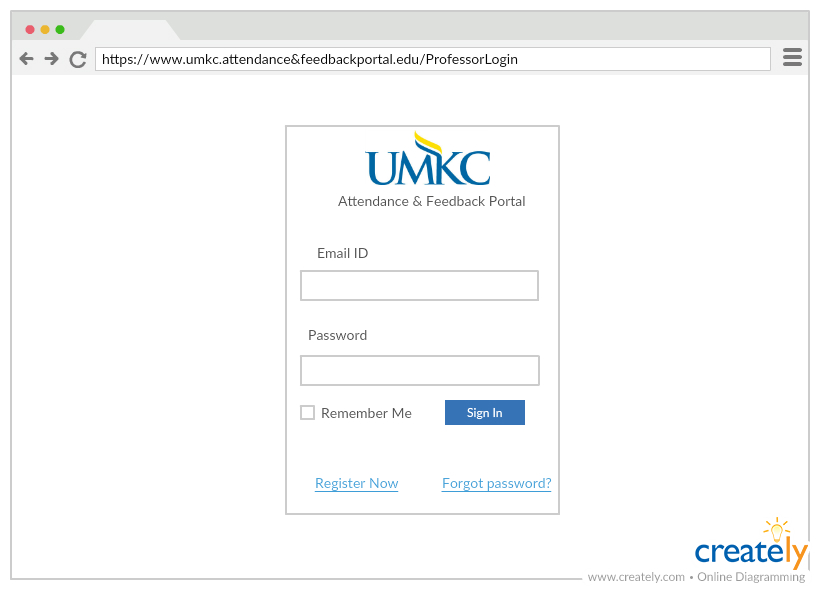 https://www.umkc.attendance&feedbackportal.edu/ProfessorLogin
UMKC
Attendance & Feedback Portal
Email ID
Password
Remember Me
Sign In
Register Now
Forgot password?
creately
www.creately.com • Online Diagramming